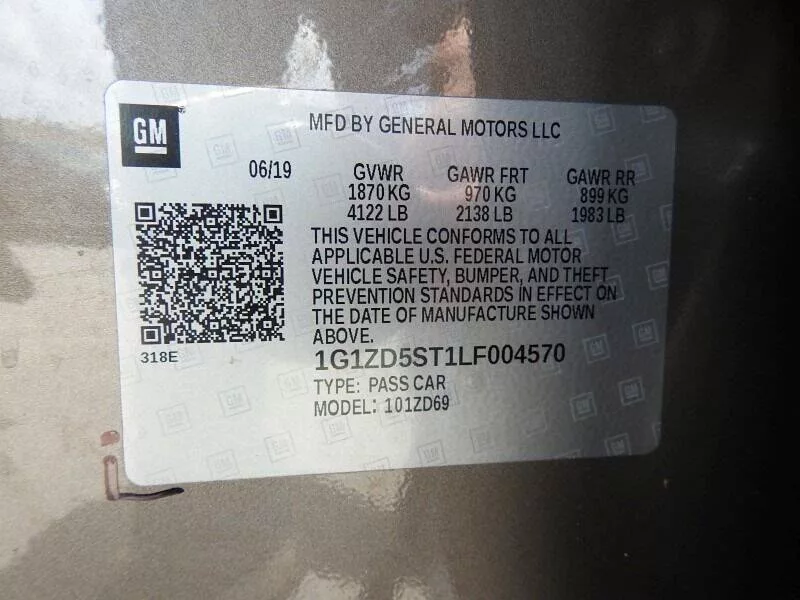 GM
MFD BY GENERAL MOTORS LLC
06/19 GVWR GAWR FRT GAWR RR
1870 KG 970 KG 899 KG
4122 LB 2138 LB 1983 LB
THIS VEHICLE CONFORMS TO ALL
APPLICABLE U.S. FEDERAL MOTOR
VEHICLE SAFETY, BUMPER, AND THEFT
PREVENTION STANDARDS IN EFFECT ON
THE DATE OF MANUFACTURE SHOWN
ABOVE.
318E
1G1ZD5ST1LF004570
TYPE: PASS CAR
MODEL: 101ZD69